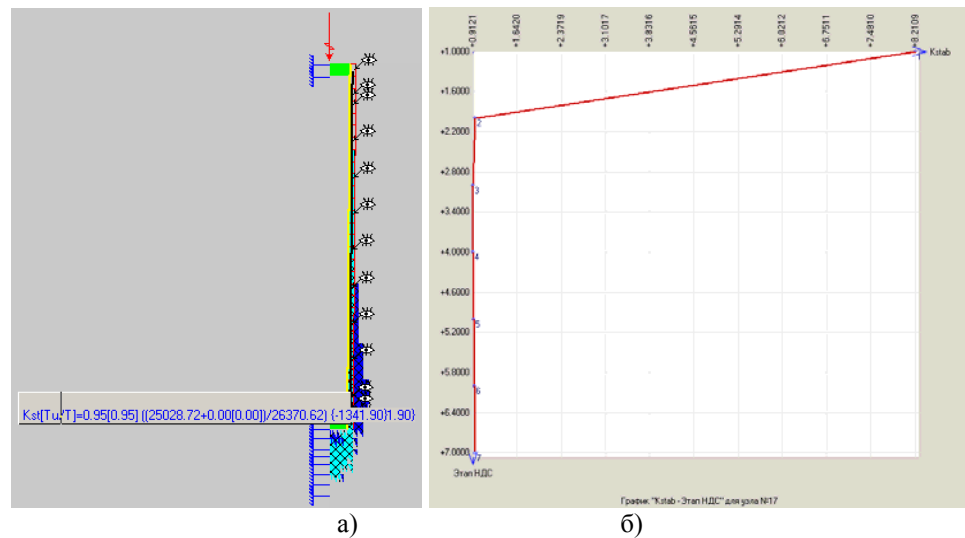 Kst[Tu,T]=0.95[0.95] ((25028.72+0.00[0.00])/26370.62) {-1341.90}1.90}
+0.9121 +1.6420 +2.3719 +3.1017 +3.8316 +4.5615 +5.2914 +6.0212 +6.7511 +7.4810 +8.2109
Kstab
+1.0000
+1.6000
+2.2000
+2.8000
+3.4000
+4.0000
+4.6000
+5.2000
+5.8000
+6.4000
+7.0000
2
3
4
5
6
7
Этап НДС
График "Kstab - Этап НДС" для узла №17
а) б)